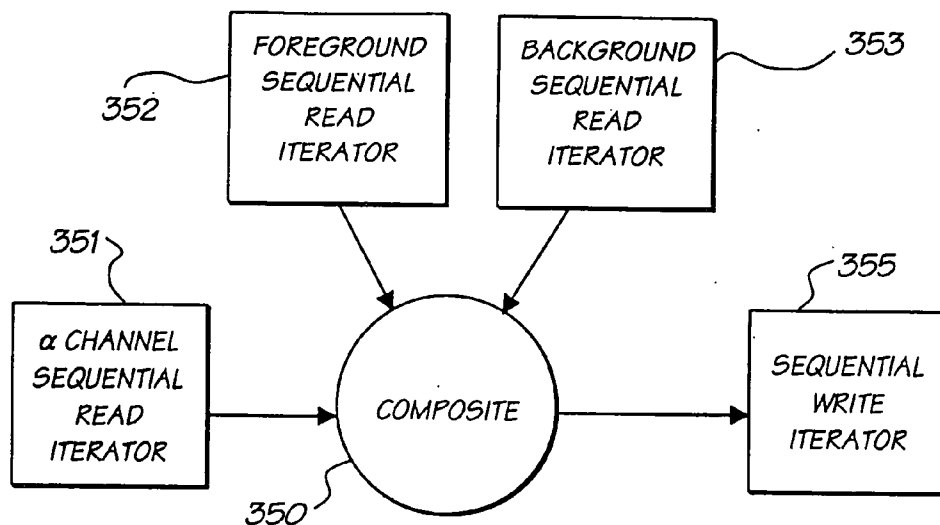 FOREGROUND
SEQUENTIAL
READ
ITERATOR
352
BACKGROUND
SEQUENTIAL
READ
ITERATOR
353
351
α CHANNEL
SEQUENTIAL
READ
ITERATOR
COMPOSITE
350
355
SEQUENTIAL
WRITE
ITERATOR